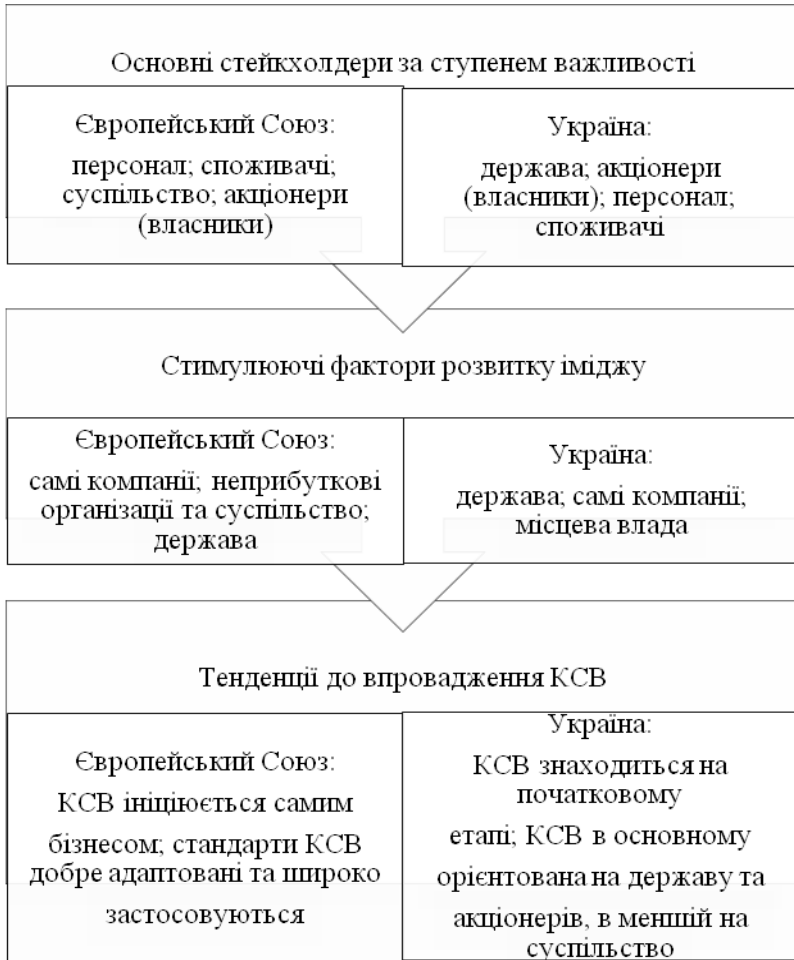 Основні стейкхолдери за ступенем важливості
Європейський Союз:
персонал; споживачі;
суспільство; акціонери
(власники)
Україна:
держава; акціонери
(власники); персонал;
споживачі
Стимулюючі фактори розвитку іміджу
Європейський Союз:
самі компанії; неприбуткові
організації та суспільство;
держава
Україна:
держава; самі компанії;
місцева влада
Тенденції до впровадження КСВ
Європейський Союз:
КСВ ініціюється самим
бізнесом; стандарти КСВ
добре адаптовані та широко
застосовуються
Україна:
КСВ знаходиться на
початковому
етапі; КСВ в основному
орієнтована на державу та
акціонерів, в меншій на
суспільство